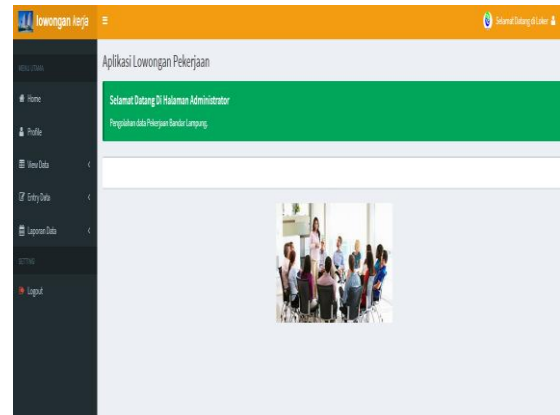 lowongan kerja
Selamat Datang di Loker
MENU UTAMA
Aplikasi Lowongan Pekerjaan
Home
Selamat Datang Di Halaman Administrator
Profile
Pengolahan data Pekerjaan Bandar Lampung.
View Data
Entry Data
Laporan Data
SETTING
Logout